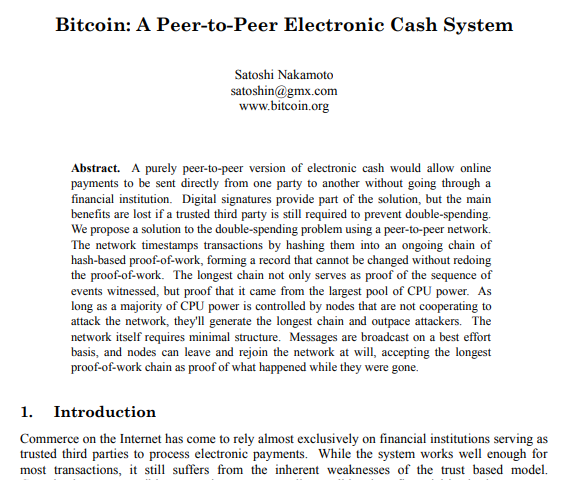 Bitcoin: A Peer-to-Peer Electronic Cash System
Satoshi Nakamoto
satoshin@gmx.com
www.bitcoin.org
Abstract. A purely peer-to-peer version of electronic cash would allow online
payments to be sent directly from one party to another without going through a
financial institution. Digital signatures provide part of the solution, but the main
benefits are lost if a trusted third party is still required to prevent double-spending.
We propose a solution to the double-spending problem using a peer-to-peer network.
The network timestamps transactions by hashing them into an ongoing chain of
hash-based proof-of-work, forming a record that cannot be changed without redoing
the proof-of-work. The longest chain not only serves as proof of the sequence of
events witnessed, but proof that it came from the largest pool of CPU power. As
long as a majority of CPU power is controlled by nodes that are not cooperating to
attack the network, they'll generate the longest chain and outpace attackers. The
network itself requires minimal structure. Messages are broadcast on a best effort
basis, and nodes can leave and rejoin the network at will, accepting the longest
proof-of-work chain as proof of what happened while they were gone.
1. Introduction
Commerce on the Internet has come to rely almost exclusively on financial institutions serving as
trusted third parties to process electronic payments. While the system works well enough for
most transactions, it still suffers from the inherent weaknesses of the trust based model.